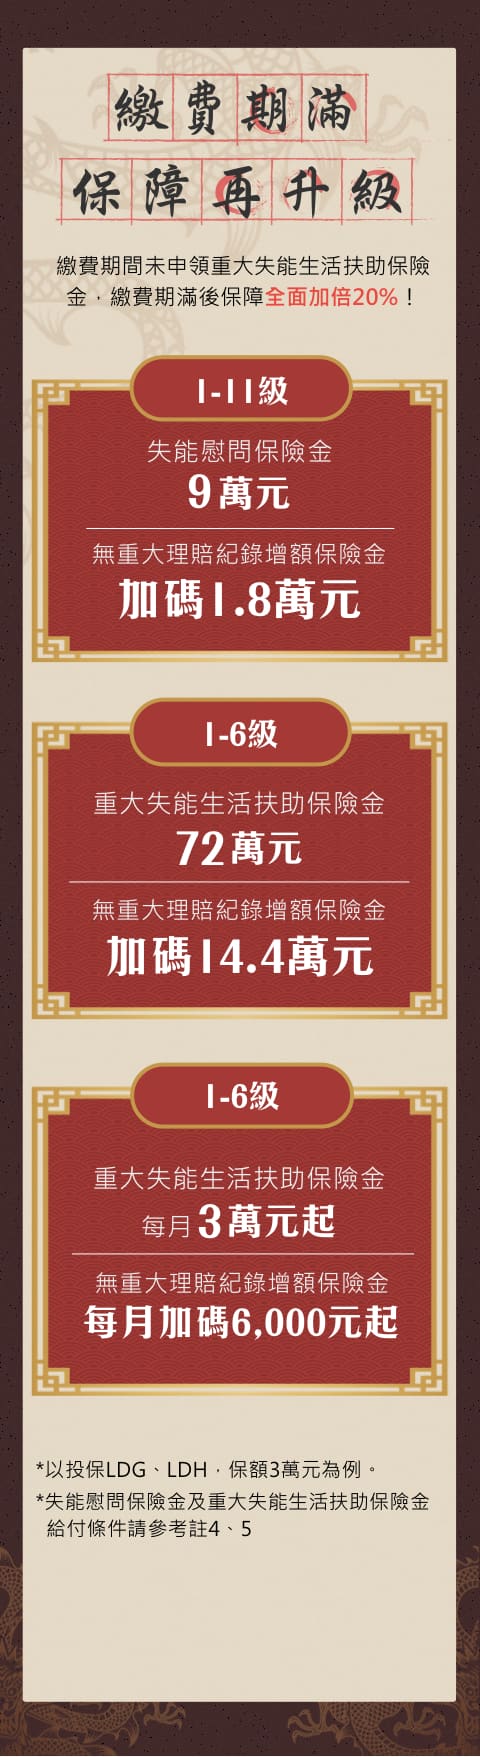 繳費期滿
保障再升級
繳費期間未申領重大失能生活扶助保險
金，繳費期滿後保障全面加倍20%！
1-11級
失能慰問保險金
9萬元
無重大理賠紀錄增額保險金
加碼1.8萬元
1-6級
重大失能生活扶助保險金
72萬元
無重大理賠紀錄增額保險金
加碼14.4萬元
1-6級
重大失能生活扶助保險金
每月3萬元起
無重大理賠紀錄增額保險金
每月加碼6,000元起
*以投保LDG、LDH，保額3萬元為例。
*失能慰問保險金及重大失能生活扶助保險金
給付條件請參考註4、5